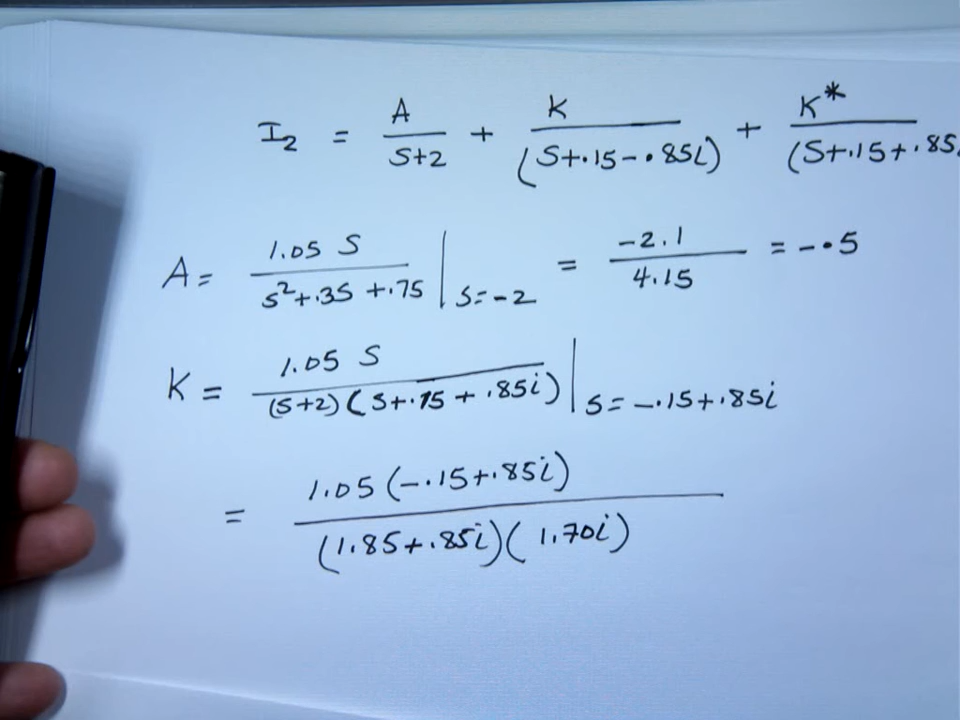 I₂ = A/(S+2) + K/(S+.15-.85i) + K*/(S+.15+.85
A = 1.05 S/(S²+.3S+.75) | S=-2 = -2.1/4.15 = -.5
K = 1.05 S/((S+2)(S+.15+.85i)) | S=-.15+.85i
= 1.05(-.15+.85i)/((1.85+.85i)(1.70i))